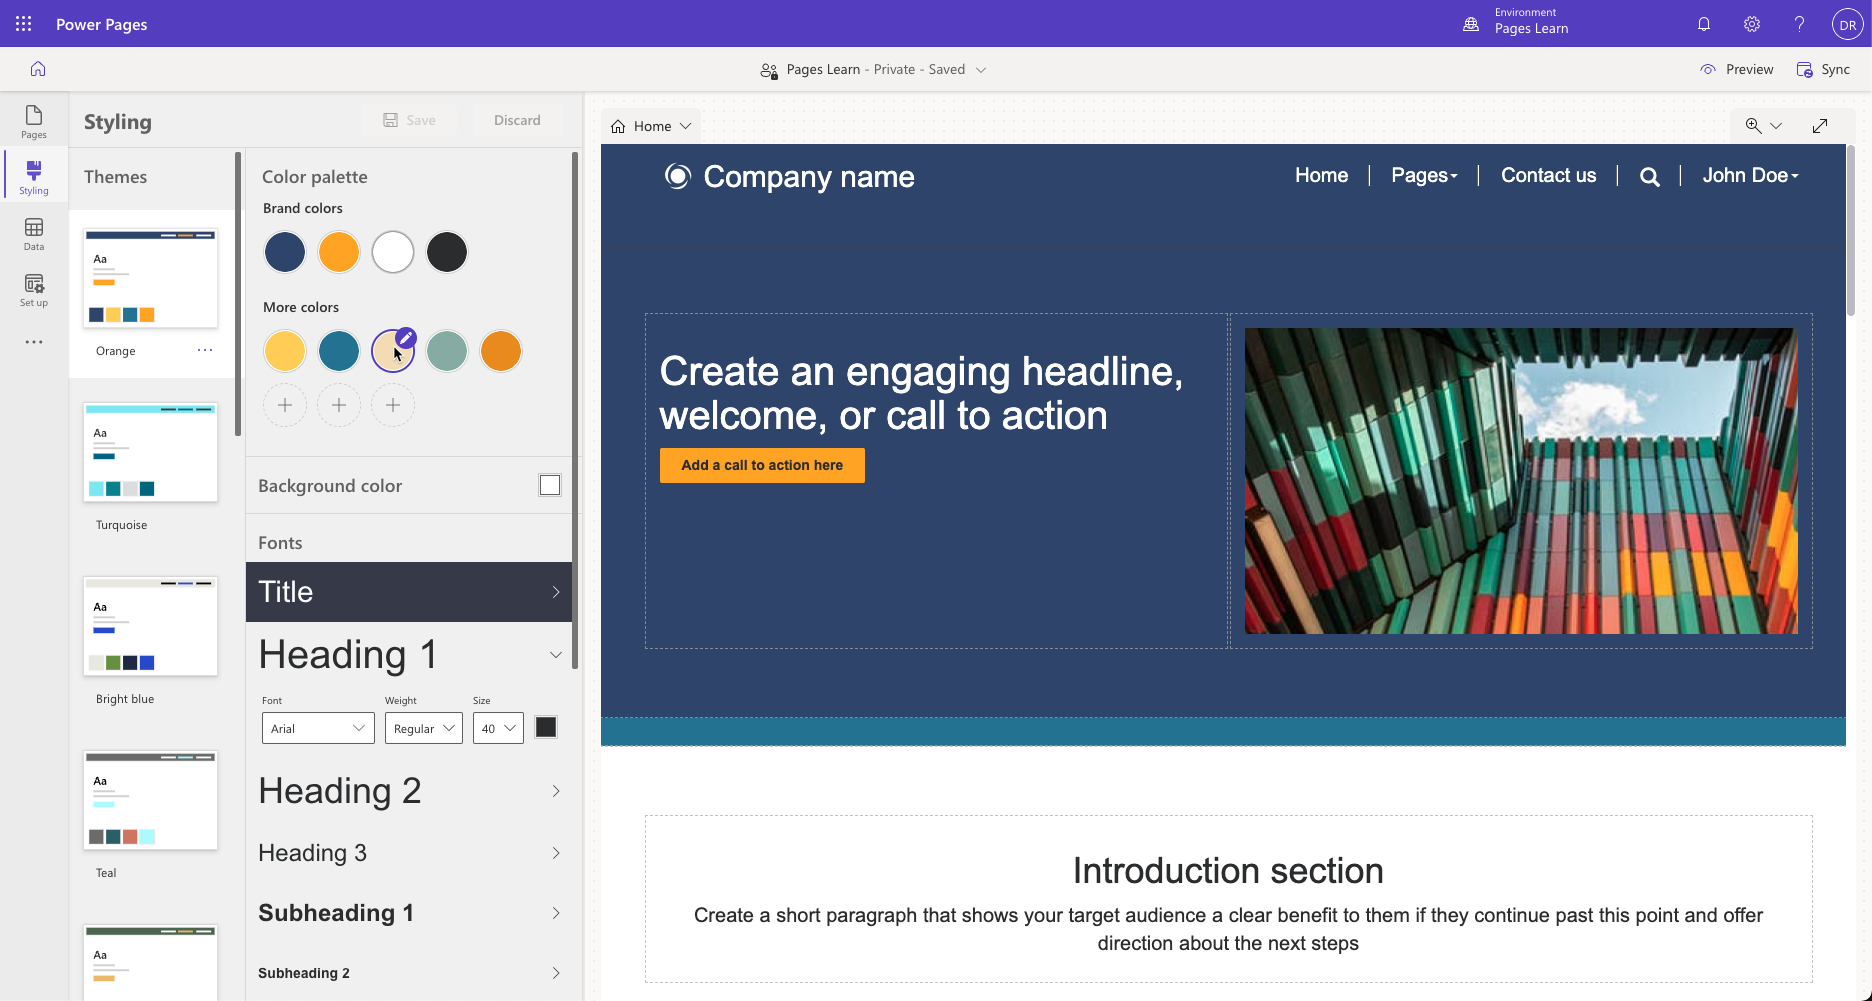 Power Pages
Environment
Pages Learn
DR
Pages Learn - Private - Saved
Preview
Sync
Pages
Styling
Data
Set up
Styling
Save
Discard
Themes
Aa
Orange
Aa
Turquoise
Aa
Bright blue
Aa
Teal
Aa
Color palette
Brand colors
More colors
Background color
Fonts
Title
Heading 1
Font Weight Size
Arial Regular 40
Heading 2
Heading 3
Subheading 1
Subheading 2
Home
Company name
Home | Pages | Contact us | | John Doe
Create an engaging headline,
welcome, or call to action
Add a call to action here
Introduction section
Create a short paragraph that shows your target audience a clear benefit to them if they continue past this point and offer
direction about the next steps